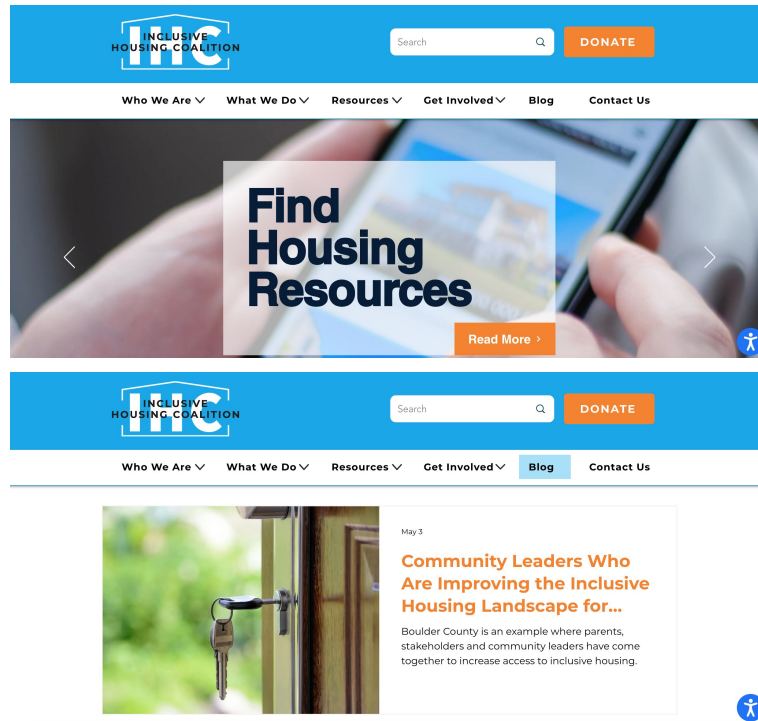 IHC
INCLUSIVE
HOUSING COALITION
Search
DONATE
Who We Are What We Do Resources Get Involved Blog Contact Us
Find
Housing
Resources
Read More
IHC
INCLUSIVE
HOUSING COALITION
Search
DONATE
Who We Are What We Do Resources Get Involved Blog Contact Us
May 3
Community Leaders Who
Are Improving the Inclusive
Housing Landscape for...
Boulder County is an example where parents,
stakeholders and community leaders have come
together to increase access to inclusive housing.